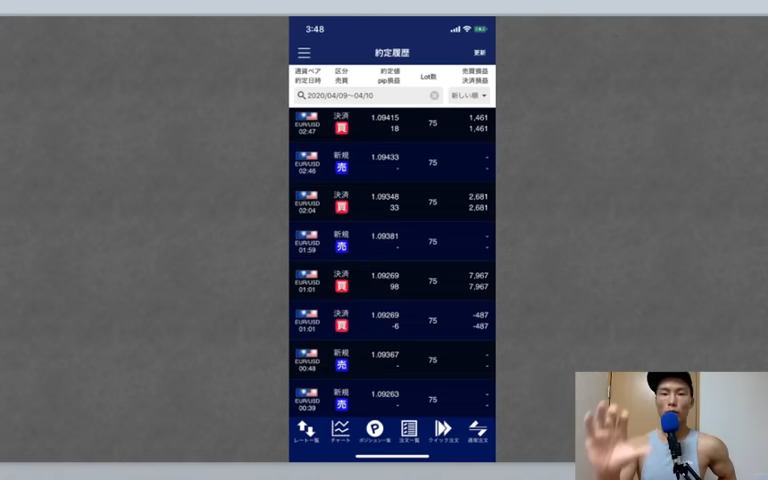 3:48
約定履歴 更新
通貨ペア 区分 約定値 Lot数 売買損益
約定日時 売買 pip損益 決済損益
2020/04/09〜04/10 新しい順
決済 1.09415 75 1,461
EUR/USD 買 18 1,461
02:47
新規 1.09433 75 -
EUR/USD 売 - -
02:46
決済 1.09348 75 2,681
EUR/USD 買 33 2,681
02:04
新規 1.09381 75 -
EUR/USD 売 - -
01:59
決済 1.09269 75 7,967
EUR/USD 買 98 7,967
01:01
決済 1.09269 75 -487
EUR/USD 買 -6 -487
01:01
新規 1.09367 75 -
EUR/USD 売 - -
00:48
新規 1.09263 75 -
EUR/USD 売 - -
00:39
レート一覧 チャート ポジション一覧 注文一覧 クイック注文 通常注文